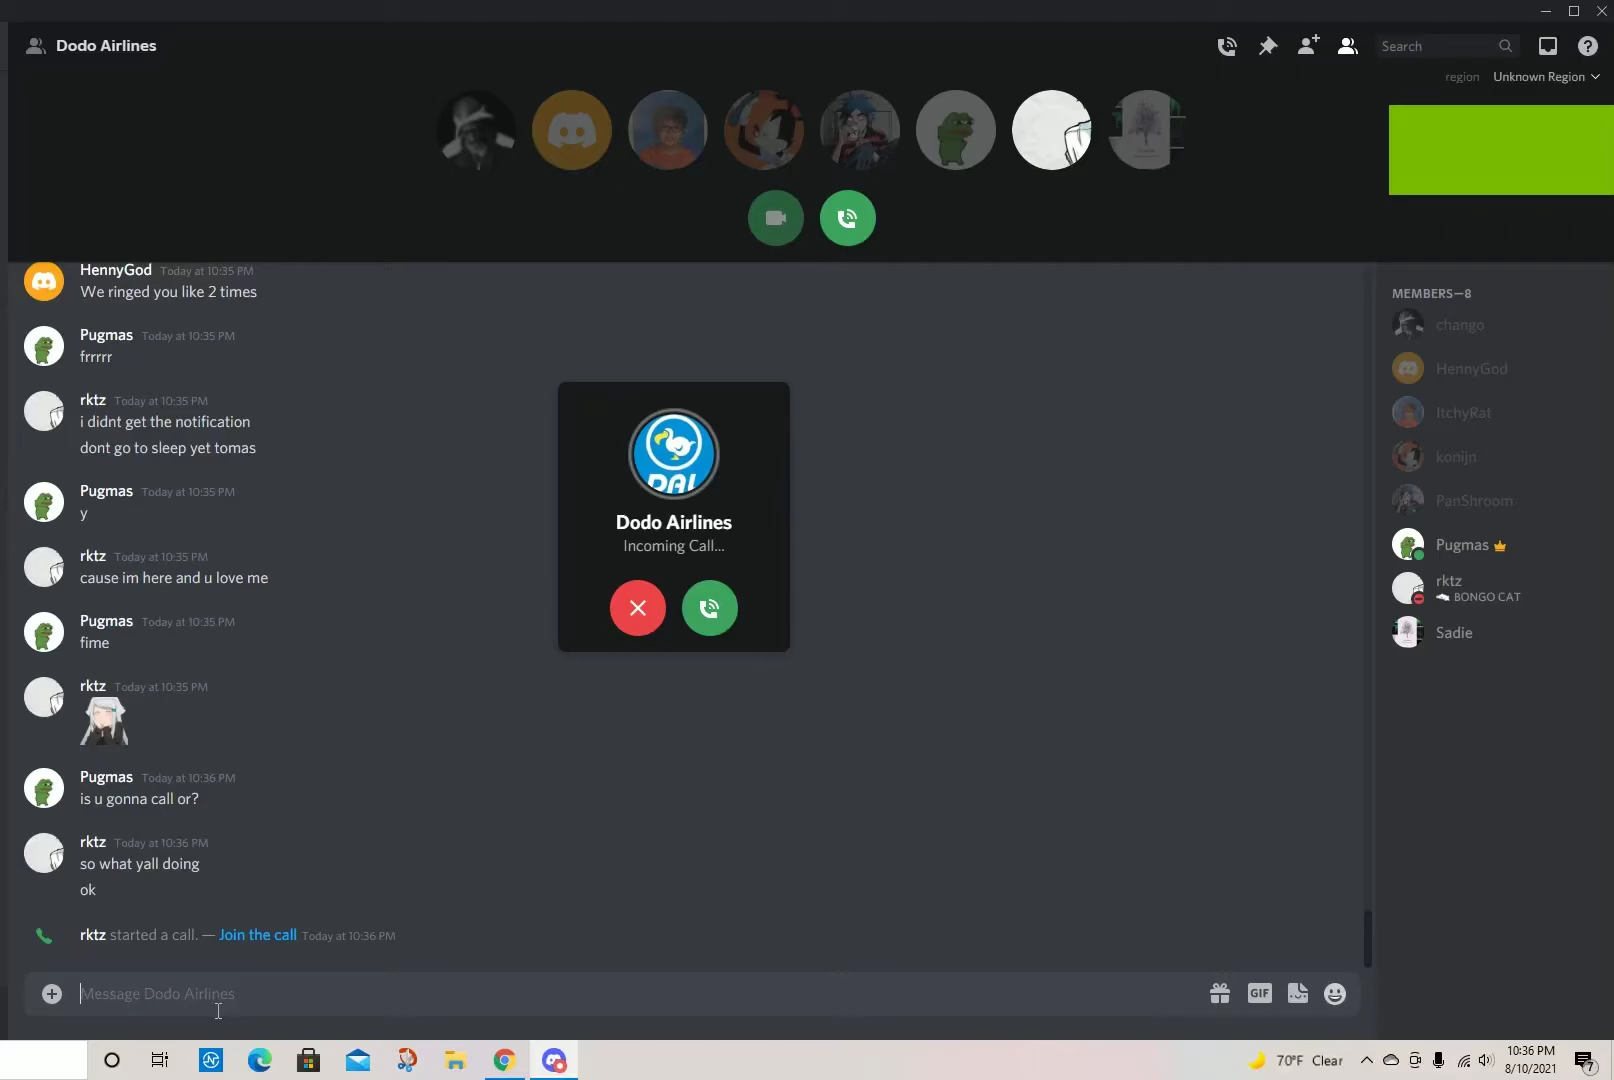 Dodo Airlines
Search
region Unknown Region
HennyGod Today at 10:35 PM
We ringed you like 2 times
Pugmas Today at 10:35 PM
frrrrr
rktz Today at 10:35 PM
i didnt get the notification
dont go to sleep yet tomas
Pugmas Today at 10:35 PM
y
rktz Today at 10:35 PM
cause im here and u love me
Pugmas Today at 10:35 PM
fime
rktz Today at 10:35 PM
Pugmas Today at 10:36 PM
is u gonna call or?
rktz Today at 10:36 PM
so what yall doing
ok
rktz started a call. — Join the call Today at 10:36 PM
Message Dodo Airlines
GIF
DAL
Dodo Airlines
Incoming Call...
MEMBERS—8
chango
HennyGod
ItchyRat
konijn
PanShroom
Pugmas
rktz
BONGO CAT
Sadie
70°F Clear
10:36 PM
8/10/2021
7